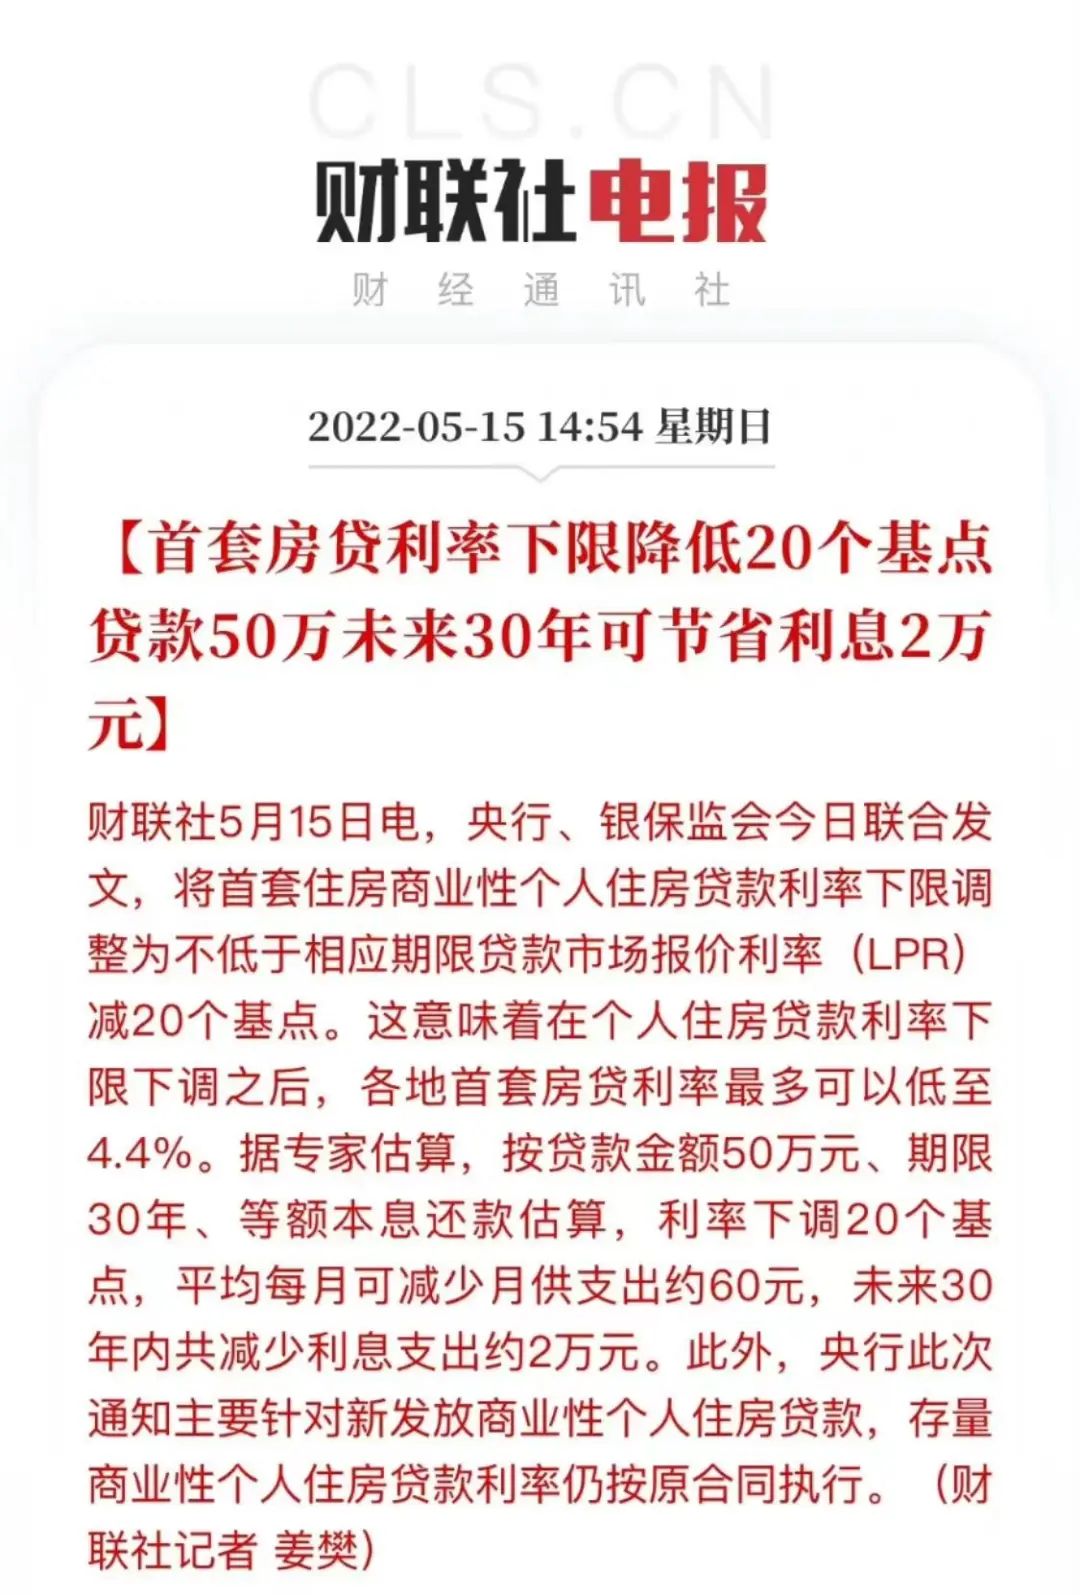 CLS.CN
财联社电报
财经通讯社
2022-05-15 14:54 星期日
【首套房贷利率下限降低20个基点
贷款50万未来30年可节省利息2万
元】
财联社5月15日电，央行、银保监会今日联合发
文，将首套住房商业性个人住房贷款利率下限调
整为不低于相应期限贷款市场报价利率（LPR）
减20个基点。这意味着在个人住房贷款利率下
限下调之后，各地首套房贷利率最多可以低至
4.4%。据专家估算，按贷款金额50万元、期限
30年、等额本息还款估算，利率下调20个基
点，平均每月可减少月供支出约60元，未来30
年内共减少利息支出约2万元。此外，央行此次
通知主要针对新发放商业性个人住房贷款，存量
商业性个人住房贷款利率仍按原合同执行。（财
联社记者 姜樊）